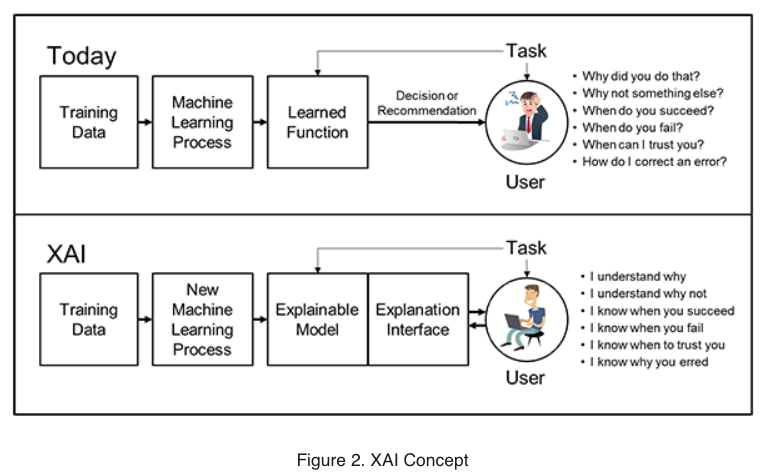 Today
Task
Training
Data
Machine
Learning
Process
Learned
Function
Decision or
Recommendation
User
• Why did you do that?
• Why not something else?
• When do you succeed?
• When do you fail?
• When can I trust you?
• How do I correct an error?
XAI
Task
Training
Data
New
Machine
Learning
Process
Explainable
Model
Explanation
Interface
User
• I understand why
• I understand why not
• I know when you succeed
• I know when you fail
• I know when to trust you
• I know why you erred
Figure 2. XAI Concept